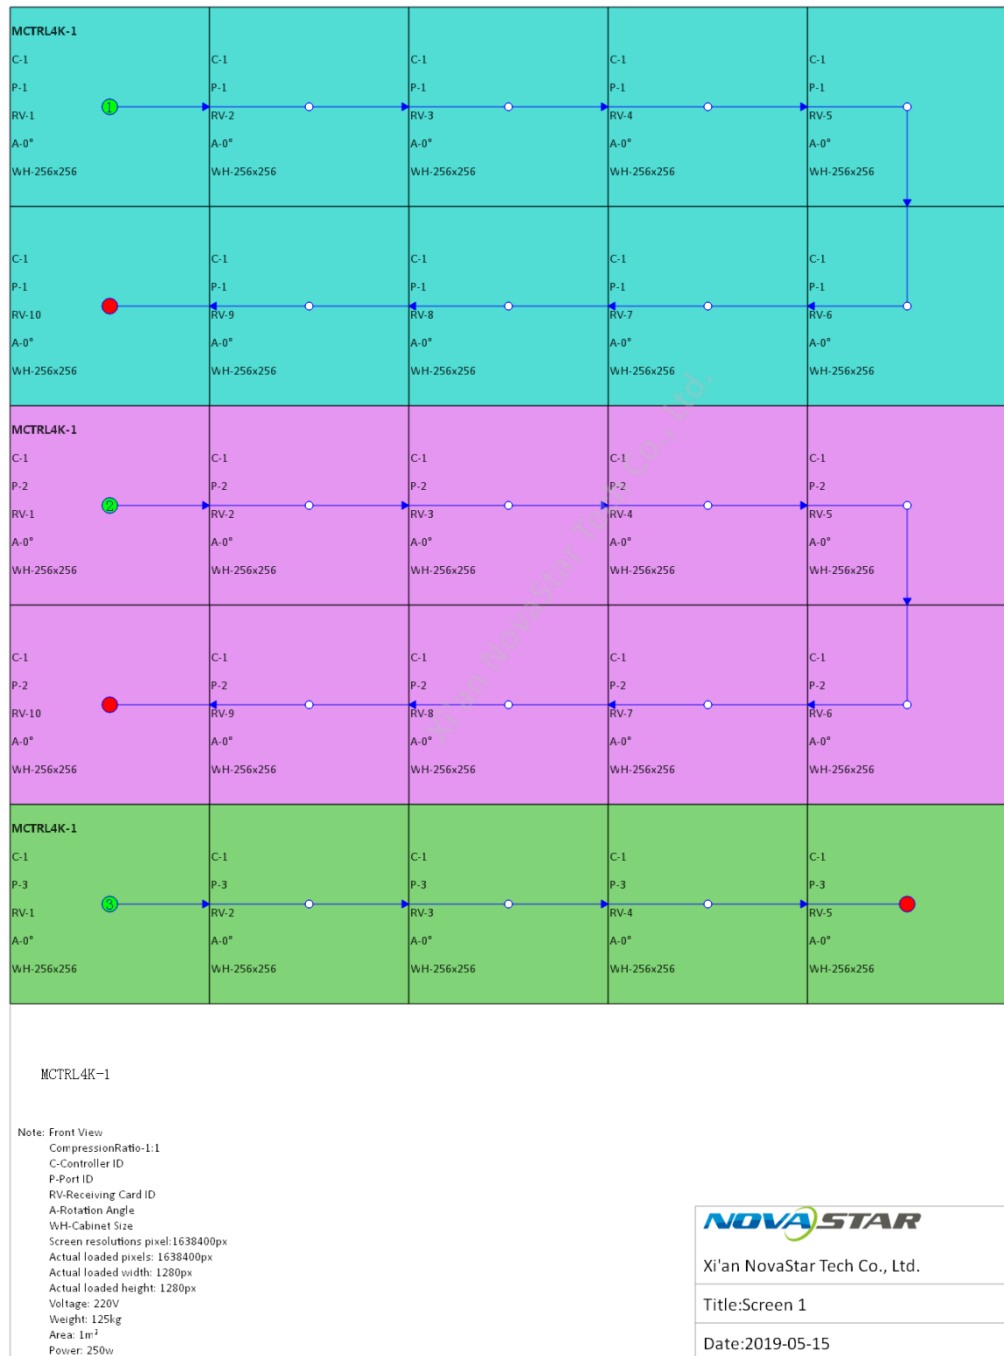 MCTRL4K-1
C-1 C-1 C-1 C-1 C-1
P-1 P-1 P-1 P-1 P-1
1
RV-1 RV-2 RV-3 RV-4 RV-5
A-0° A-0° A-0° A-0° A-0°
WH-256x256 WH-256x256 WH-256x256 WH-256x256 WH-256x256
C-1 C-1 C-1 C-1 C-1
P-1 P-1 P-1 P-1 P-1
RV-10 RV-9 RV-8 RV-7 RV-6
A-0° A-0° A-0° A-0° A-0°
WH-256x256 WH-256x256 WH-256x256 WH-256x256 WH-256x256
MCTRL4K-1
C-1 C-1 C-1 C-1 C-1
P-2 P-2 P-2 P-2 P-2
2
RV-1 RV-2 RV-3 RV-4 RV-5
A-0° A-0° A-0° A-0° A-0°
WH-256x256 WH-256x256 WH-256x256 WH-256x256 WH-256x256
C-1 C-1 C-1 C-1 C-1
P-2 P-2 P-2 P-2 P-2
RV-10 RV-9 RV-8 RV-7 RV-6
A-0° A-0° A-0° A-0° A-0°
WH-256x256 WH-256x256 WH-256x256 WH-256x256 WH-256x256
Xi'an NovaStar Tech Co., Ltd.
MCTRL4K-1
C-1 C-1 C-1 C-1 C-1
P-3 P-3 P-3 P-3 P-3
3
RV-1 RV-2 RV-3 RV-4 RV-5
A-0° A-0° A-0° A-0° A-0°
WH-256x256 WH-256x256 WH-256x256 WH-256x256 WH-256x256
MCTRL4K-1
Note: Front View
CompressionRatio-1:1
C-Controller ID
P-Port ID
RV-Receiving Card ID
A-Rotation Angle
WH-Cabinet Size
Screen resolutions pixel:1638400px
Actual loaded pixels: 1638400px
Actual loaded width: 1280px
Actual loaded height: 1280px
Voltage: 220V
Weight: 125kg
Area: 1m²
Power: 250w
NOVASTAR
Xi'an NovaStar Tech Co., Ltd.
Title:Screen 1
Date:2019-05-15